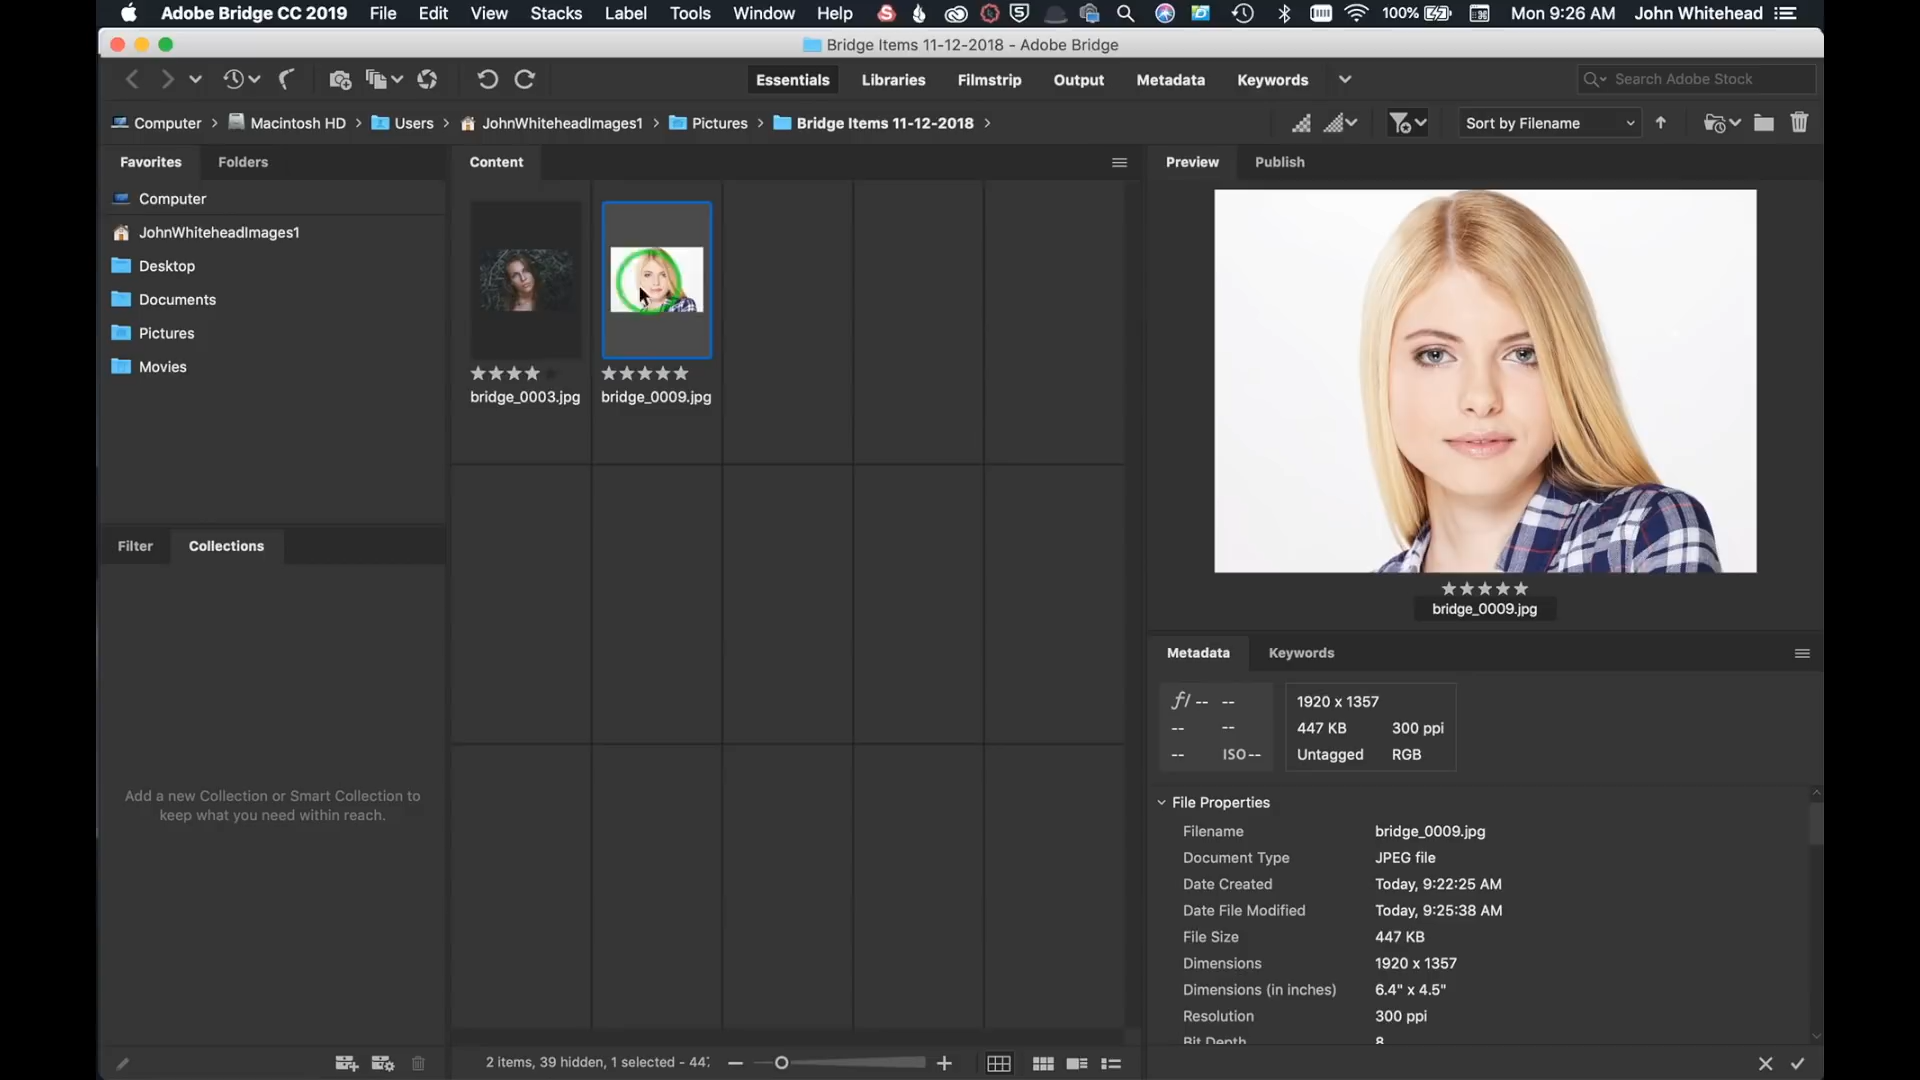 Adobe Bridge CC 2019 File Edit View Stacks Label Tools Window Help 100% Mon 9:26 AM John Whitehead
Bridge Items 11-12-2018 - Adobe Bridge
Essentials Libraries Filmstrip Output Metadata Keywords Search Adobe Stock
Computer Macintosh HD Users JohnWhiteheadImages1 Pictures Bridge Items 11-12-2018 Sort by Filename
Favorites Folders
Computer
JohnWhiteheadImages1
Desktop
Documents
Pictures
Movies
Filter Collections
Add a new Collection or Smart Collection to
keep what you need within reach.
Content
bridge_0003.jpg bridge_0009.jpg
2 items, 39 hidden, 1 selected - 447
Preview Publish
bridge_0009.jpg
Metadata Keywords
f/ -- -- 1920 x 1357
-- -- 447 KB 300 ppi
-- ISO -- Untagged RGB
File Properties
Filename bridge_0009.jpg
Document Type JPEG file
Date Created Today, 9:22:25 AM
Date File Modified Today, 9:25:38 AM
File Size 447 KB
Dimensions 1920 x 1357
Dimensions (in inches) 6.4" x 4.5"
Resolution 300 ppi
Bit Depth 8